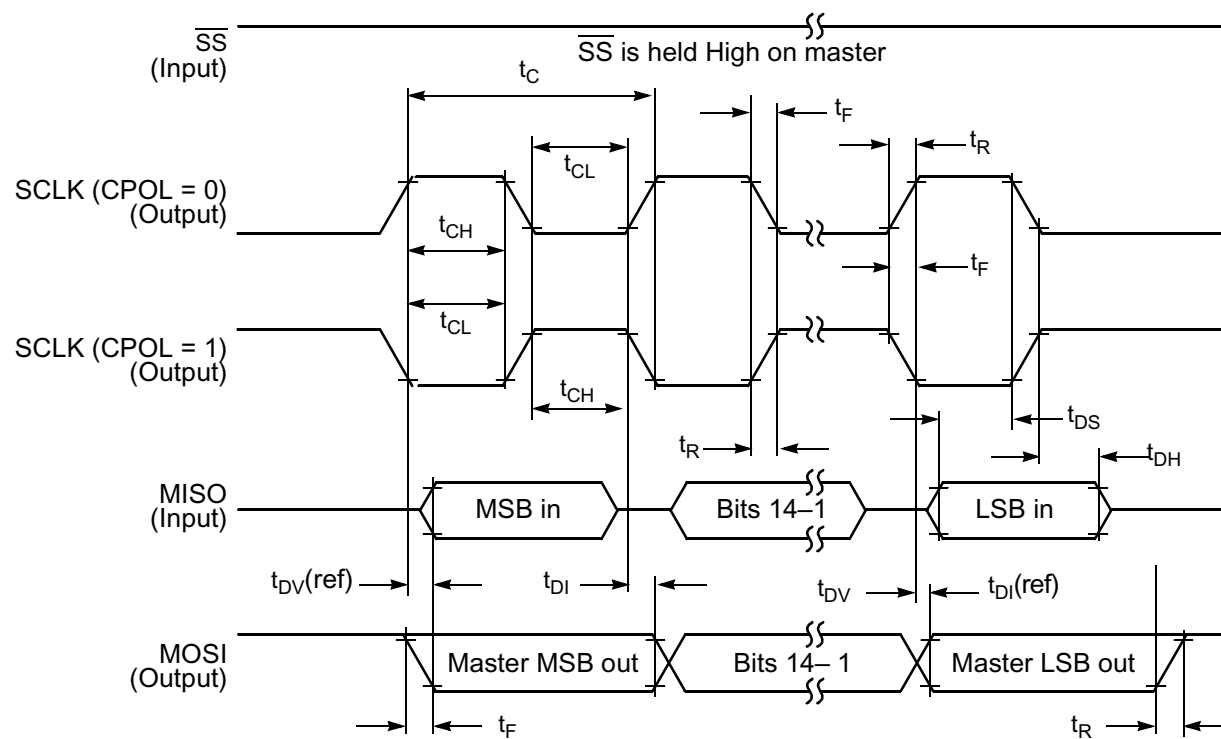 SS
(Input)
SS is held High on master
tC
tF
tR
tCL
SCLK (CPOL = 0)
(Output)
tCH
tF
tCL
SCLK (CPOL = 1)
(Output)
tCH
tDS
tR
tDH
MISO
(Input)
MSB in
Bits 14–1
LSB in
tDV(ref)
tDI
tDV
tDI(ref)
MOSI
(Output)
Master MSB out
Bits 14– 1
Master LSB out
tF
tR